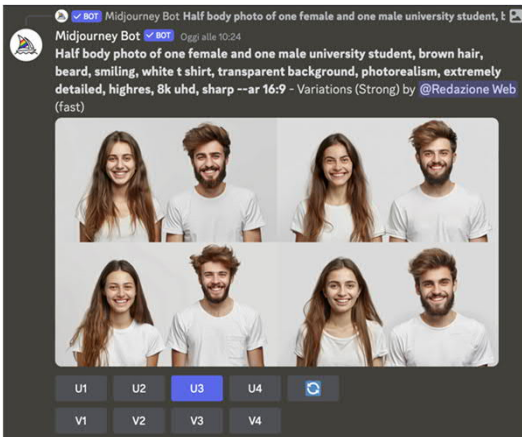 ✓ BOT Midjourney Bot Half body photo of one female and one male university student, b
Midjourney Bot ✓ BOT Oggi alle 10:24
Half body photo of one female and one male university student, brown hair,
beard, smiling, white t shirt, transparent background, photorealism, extremely
detailed, highres, 8k uhd, sharp --ar 16:9 - Variations (Strong) by @Redazione Web
(fast)
U1 U2 U3 U4
V1 V2 V3 V4